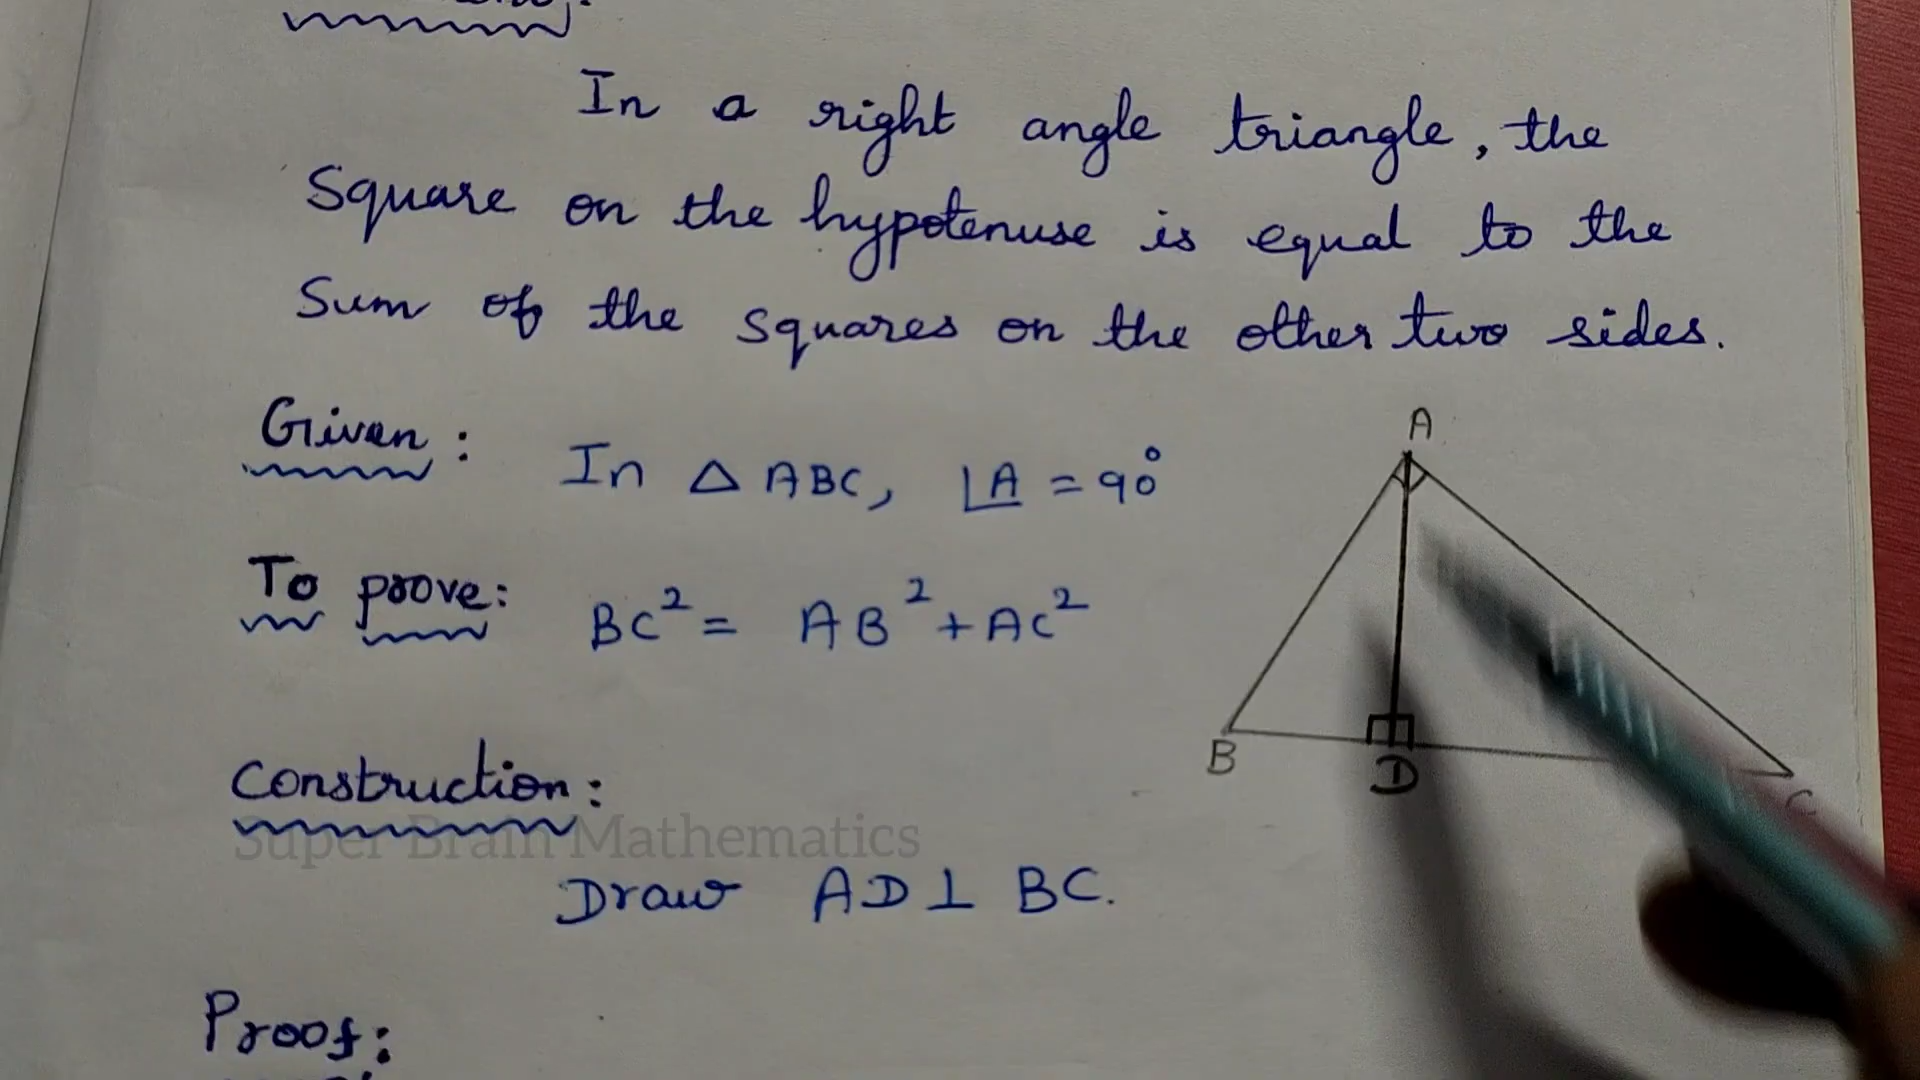 In a right angle triangle, the
Square on the hypotenuse is equal to the
Sum of the squares on the other two sides.
Given: In △ ABC, ∠A = 90°
A
To prove: BC² = AB² + AC²
B
D
C
Construction:
Super Brain Mathematics
Draw AD ⊥ BC.
Proof: